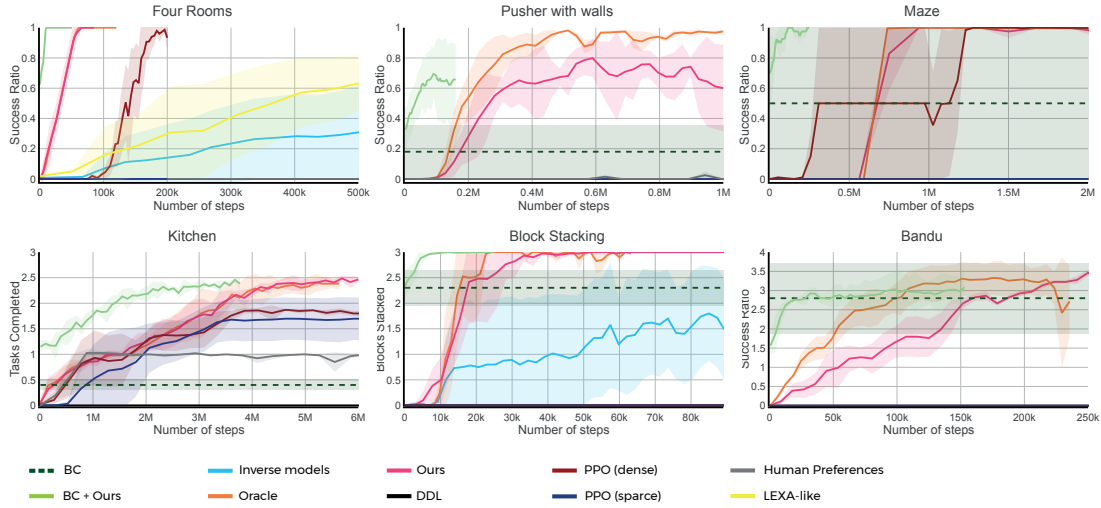 Four Rooms
Pusher with walls
Maze
Success Ratio
1
0.8
0.6
0.4
0.2
0
0
100k
200k
300k
400k
500k
Number of steps
Success Ratio
1
0.8
0.6
0.4
0.2
0
0
0.2M
0.4M
0.6M
0.8M
1M
Number of steps
Success Ratio
1
0.8
0.6
0.4
0.2
0
0
0.5M
1M
1.5M
2M
Number of steps
Kitchen
Block Stacking
Bandu
Tasks Completed
3
2.5
2
1.5
1
0.5
0
0
1M
2M
3M
4M
5M
6M
Number of steps
Blocks stacked
3
2.5
2
1.5
1
0.5
0
0
10k
20k
30k
40k
50k
60k
70k
80k
Number of steps
Success Ratio
4
3.5
3
2.5
2
1.5
1
0.5
0
0
50k
100k
150k
200k
250k
Number of steps
BC
Inverse models
Ours
PPO (dense)
Human Preferences
BC + Ours
Oracle
DDL
PPO (sparce)
LEXA-like